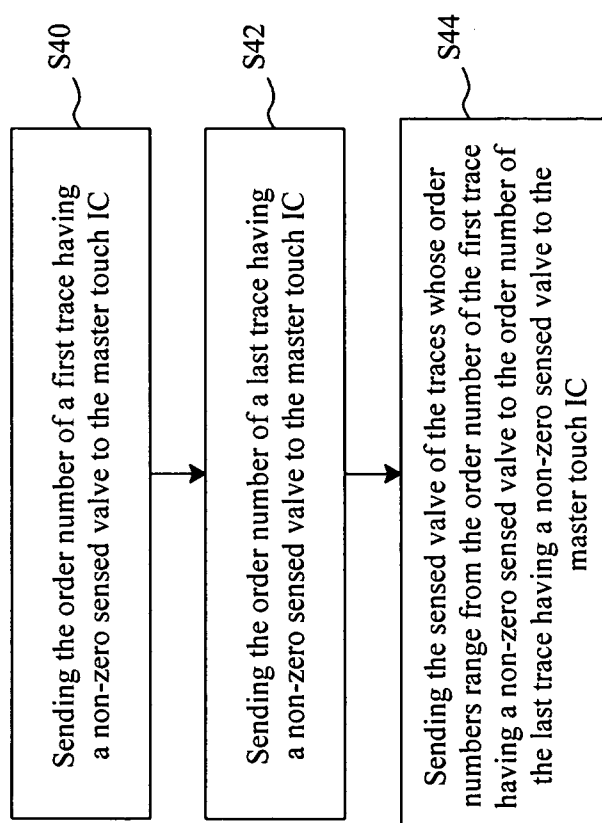 S40
Sending the order number of a first trace having
a non-zero sensed valve to the master touch IC
S42
Sending the order number of a last trace having
a non-zero sensed valve to the master touch IC
S44
Sending the sensed valve of the traces whose order
numbers range from the order number of the first trace
having a non-zero sensed valve to the order number of
the last trace having a non-zero sensed valve to the
master touch IC